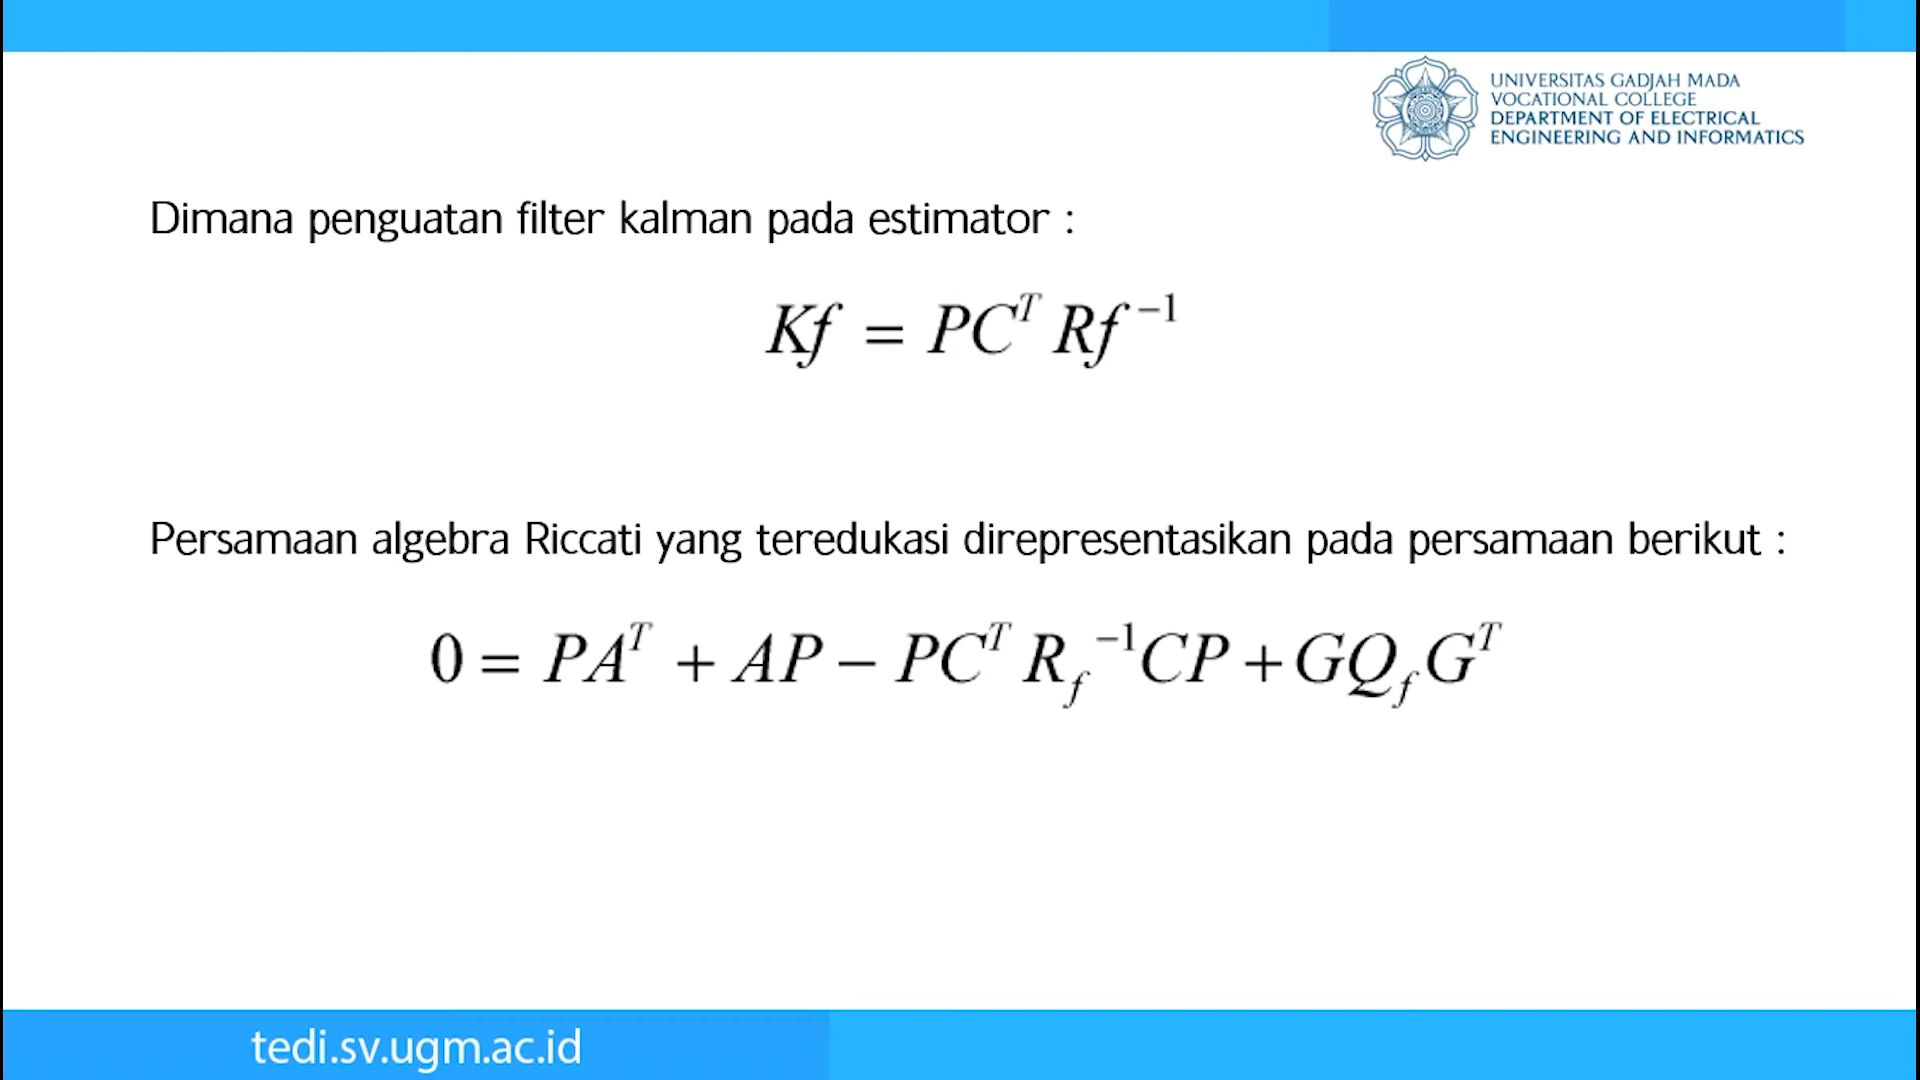 UNIVERSITAS GADJAH MADA
VOCATIONAL COLLEGE
DEPARTMENT OF ELECTRICAL
ENGINEERING AND INFORMATICS
Dimana penguatan filter kalman pada estimator :
Kf = PC^T Rf^-1
Persamaan algebra Riccati yang teredukasi direpresentasikan pada persamaan berikut :
0 = PA^T + AP − PC^T R_f^-1 CP + GQ_f G^T
tedi.sv.ugm.ac.id